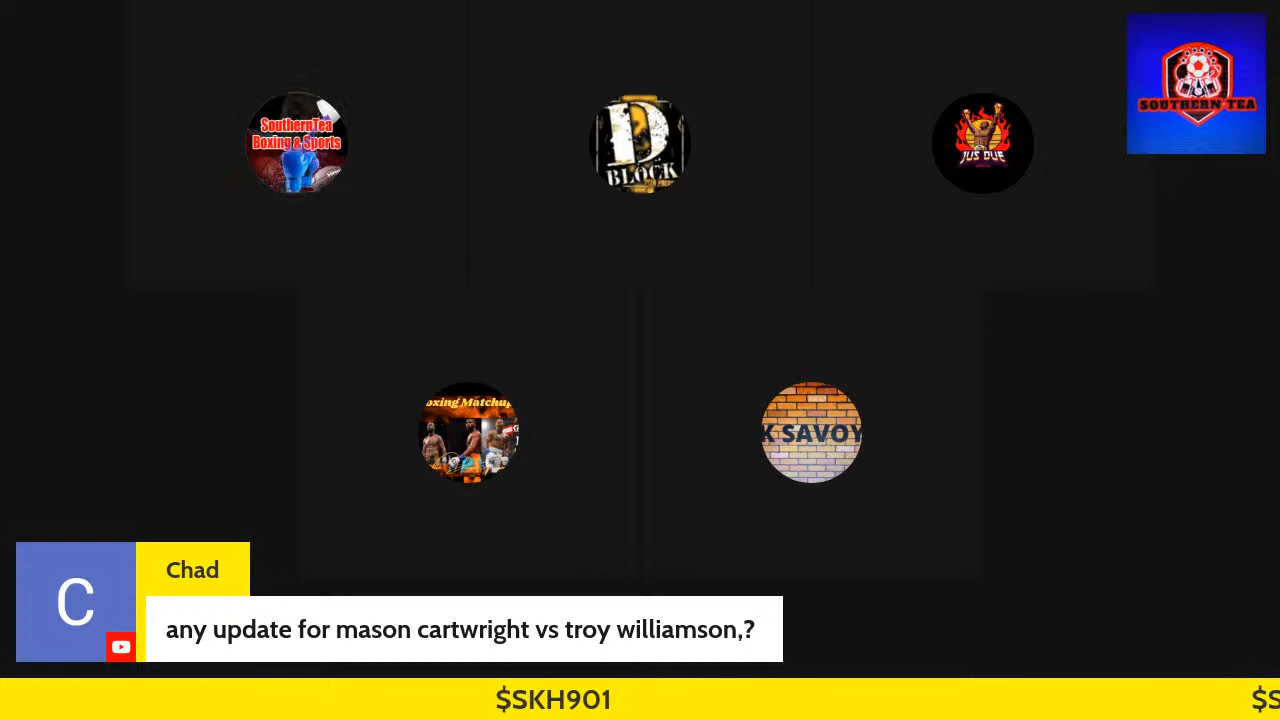 SOUTHERN TEA
SouthernTea
Boxing & Sports
D
BLOCK
JUS DUE
oxing Matchup
K SAVOY
C
Chad
any update for mason cartwright vs troy williamson,?
$SKH901
$S